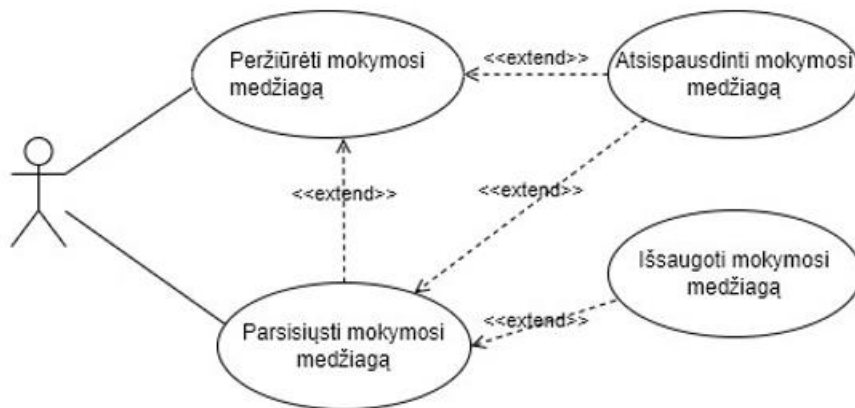 Peržiūrėti mokymosi
medžiagą
<<extend>>
Atsispausdinti mokymosi
medžiagą
<<extend>>
<<extend>>
Išsaugoti mokymosi
medžiagą
Parsisiųsti mokymosi
medžiagą
<<extend>>